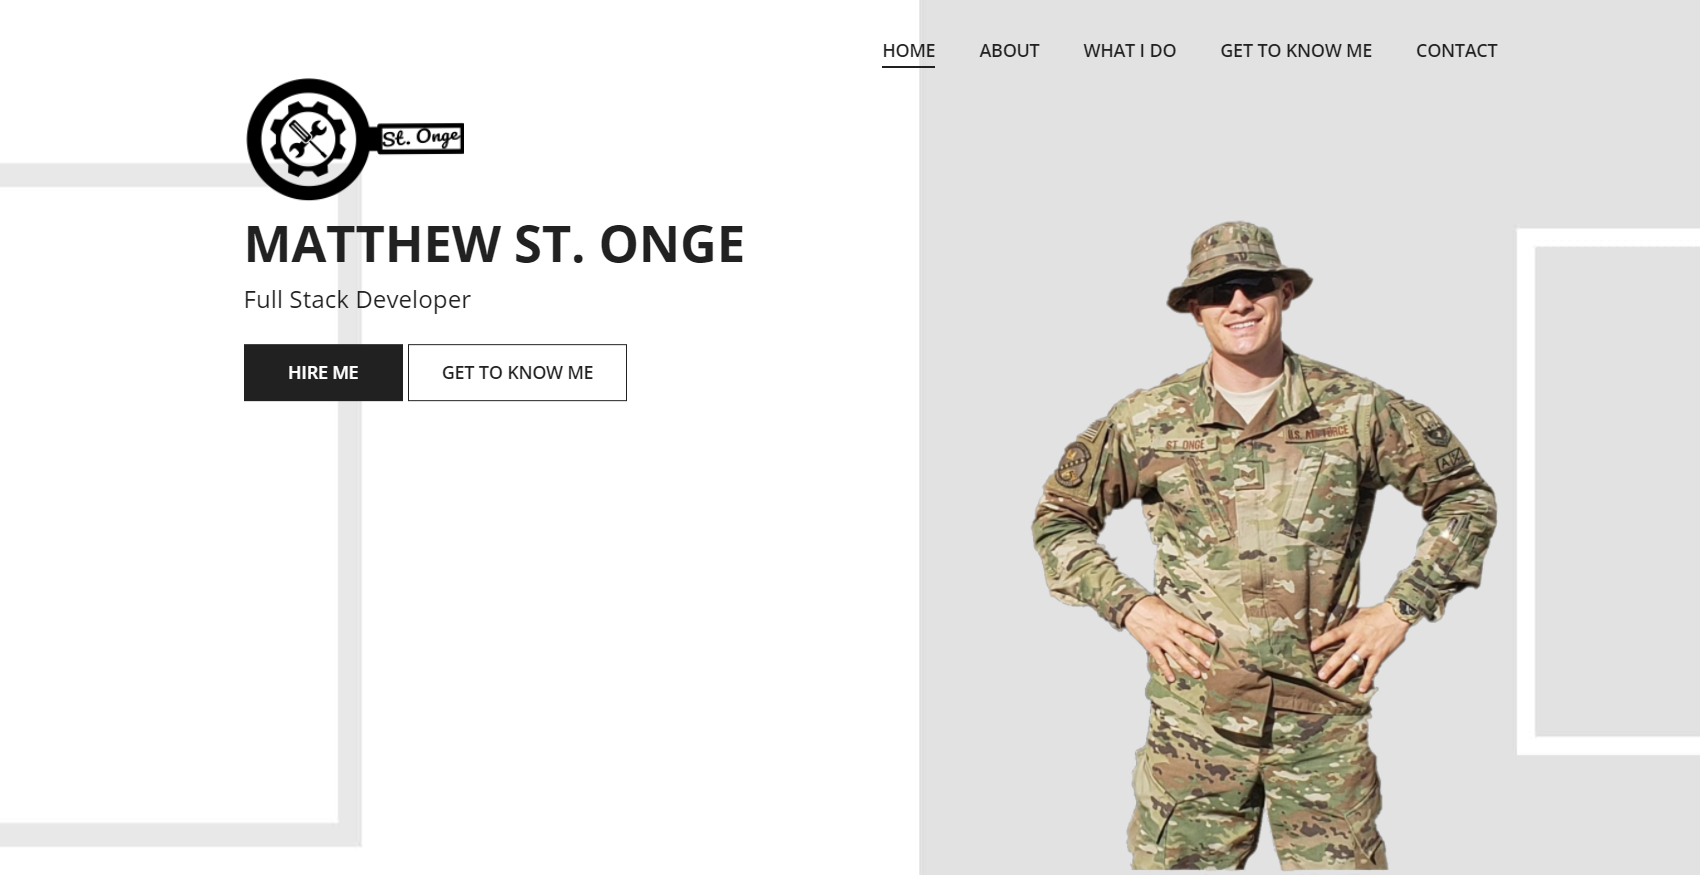 HOME ABOUT WHAT I DO GET TO KNOW ME CONTACT
St. Onge
MATTHEW ST. ONGE
Full Stack Developer
HIRE ME GET TO KNOW ME
ST. ONGE U.S. AIR FORCE